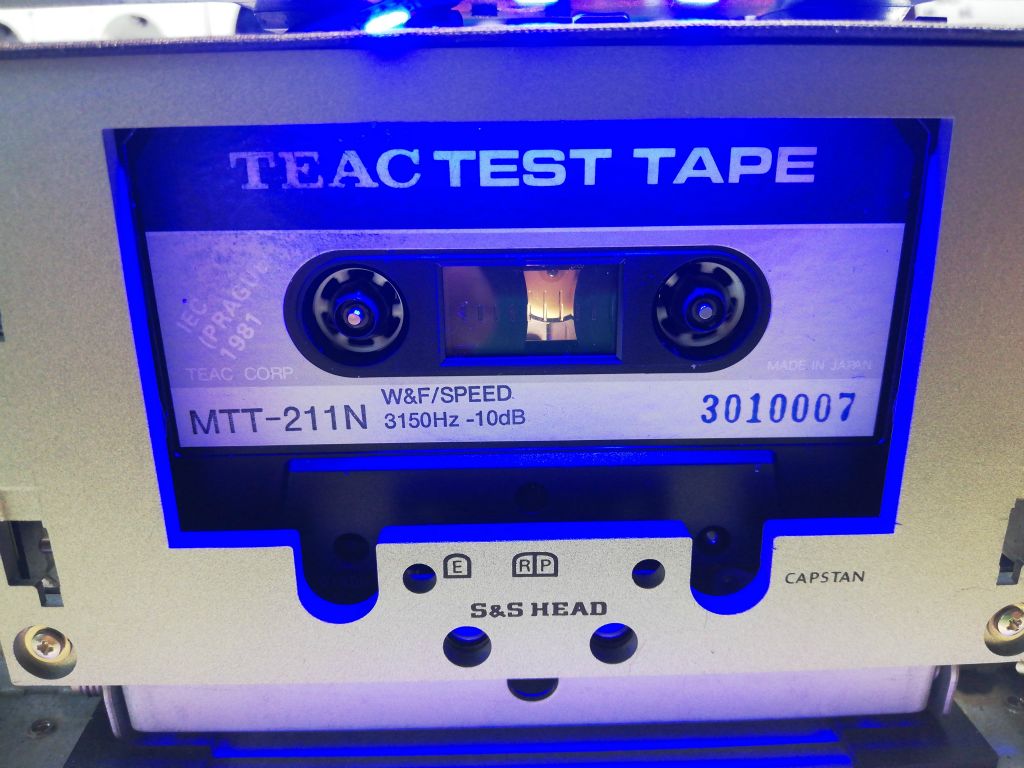 TEAC TEST TAPE
IEC
(PRAGUE)
1981
TEAC CORP.
MADE IN JAPAN
MTT-211N
W&F/SPEED
3150Hz -10dB
3010007
E
R P
CAPSTAN
S&S HEAD